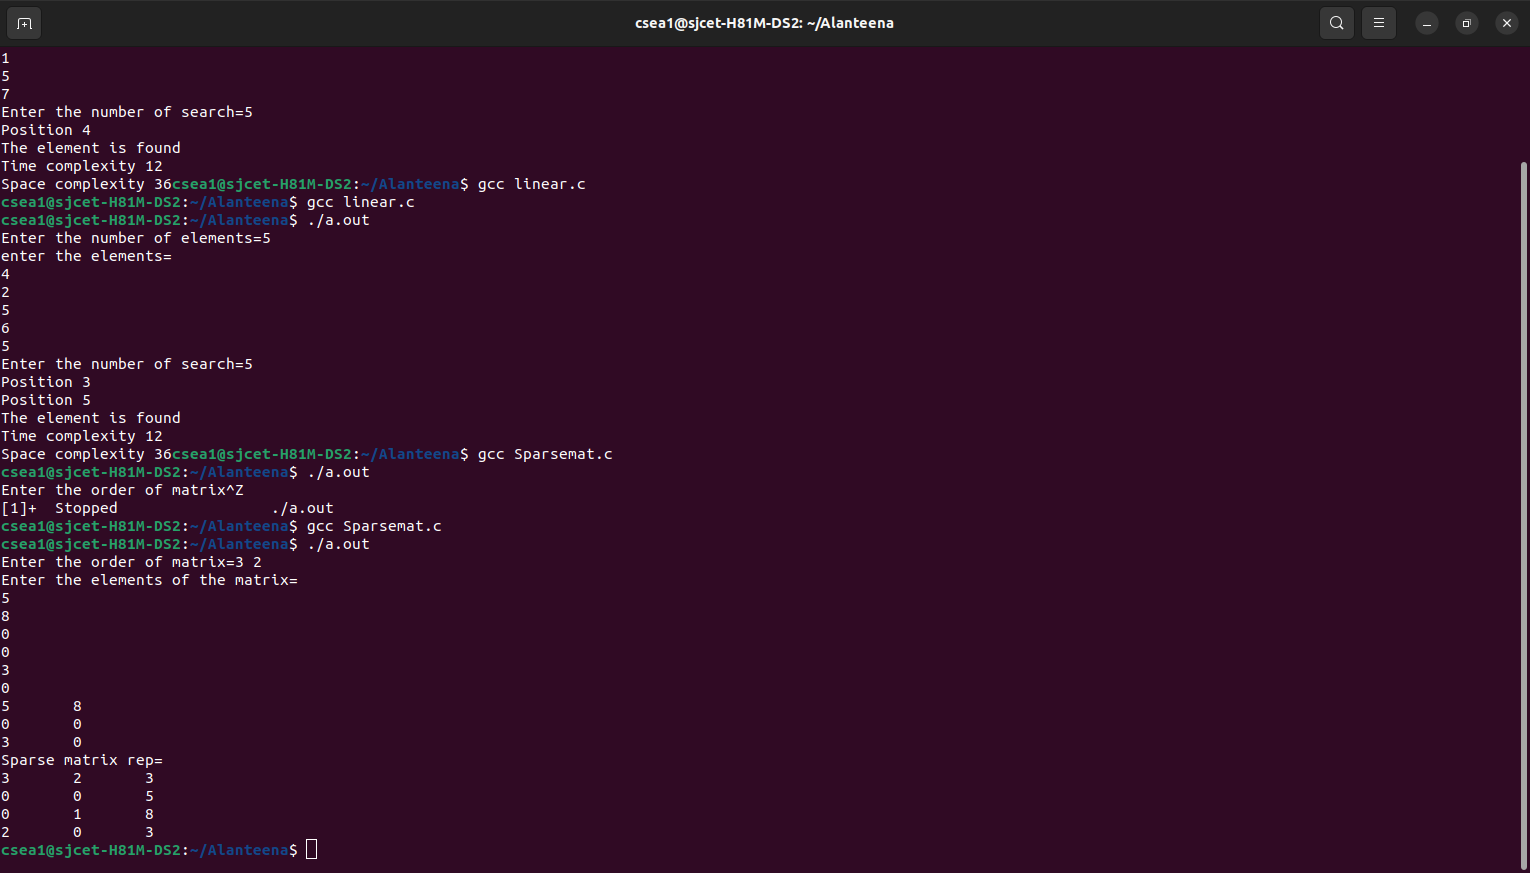 csea1@sjcet-H81M-DS2: ~/Alanteena
1
5
7
Enter the number of search=5
Position 4
The element is found
Time complexity 12
Space complexity 36csea1@sjcet-H81M-DS2:~/Alanteena$ gcc linear.c
csea1@sjcet-H81M-DS2:~/Alanteena$ gcc linear.c
csea1@sjcet-H81M-DS2:~/Alanteena$ ./a.out
Enter the number of elements=5
enter the elements=
4
2
5
6
5
Enter the number of search=5
Position 3
Position 5
The element is found
Time complexity 12
Space complexity 36csea1@sjcet-H81M-DS2:~/Alanteena$ gcc Sparsemat.c
csea1@sjcet-H81M-DS2:~/Alanteena$ ./a.out
Enter the order of matrix^Z
[1]+  Stopped                 ./a.out
csea1@sjcet-H81M-DS2:~/Alanteena$ gcc Sparsemat.c
csea1@sjcet-H81M-DS2:~/Alanteena$ ./a.out
Enter the order of matrix=3 2
Enter the elements of the matrix=
5
8
0
0
3
0
5       8
0       0
3       0
Sparse matrix rep=
3       2       3
0       0       5
0       1       8
2       0       3
csea1@sjcet-H81M-DS2:~/Alanteena$